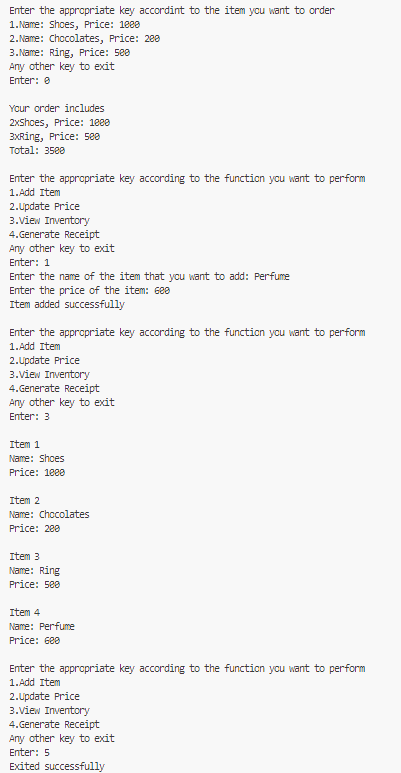 Enter the appropriate key accordint to the item you want to order
1.Name: Shoes, Price: 1000
2.Name: Chocolates, Price: 200
3.Name: Ring, Price: 500
Any other key to exit
Enter: 0
Your order includes
2xShoes, Price: 1000
3xRing, Price: 500
Total: 3500
Enter the appropriate key according to the function you want to perform
1.Add Item
2.Update Price
3.View Inventory
4.Generate Receipt
Any other key to exit
Enter: 1
Enter the name of the item that you want to add: Perfume
Enter the price of the item: 600
Item added successfully
Enter the appropriate key according to the function you want to perform
1.Add Item
2.Update Price
3.View Inventory
4.Generate Receipt
Any other key to exit
Enter: 3
Item 1
Name: Shoes
Price: 1000
Item 2
Name: Chocolates
Price: 200
Item 3
Name: Ring
Price: 500
Item 4
Name: Perfume
Price: 600
Enter the appropriate key according to the function you want to perform
1.Add Item
2.Update Price
3.View Inventory
4.Generate Receipt
Any other key to exit
Enter: 5
Exited successfully